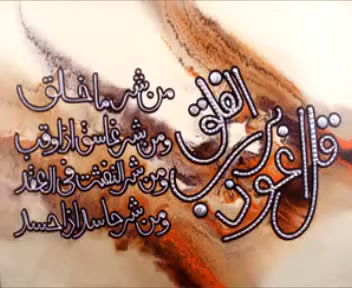 قل أعوذ برب الفلق
من شر ما خلق
ومن شر غاسق اذا وقب
ومن شر النفثت فى العقد
ومن شر حاسد اذا حسد